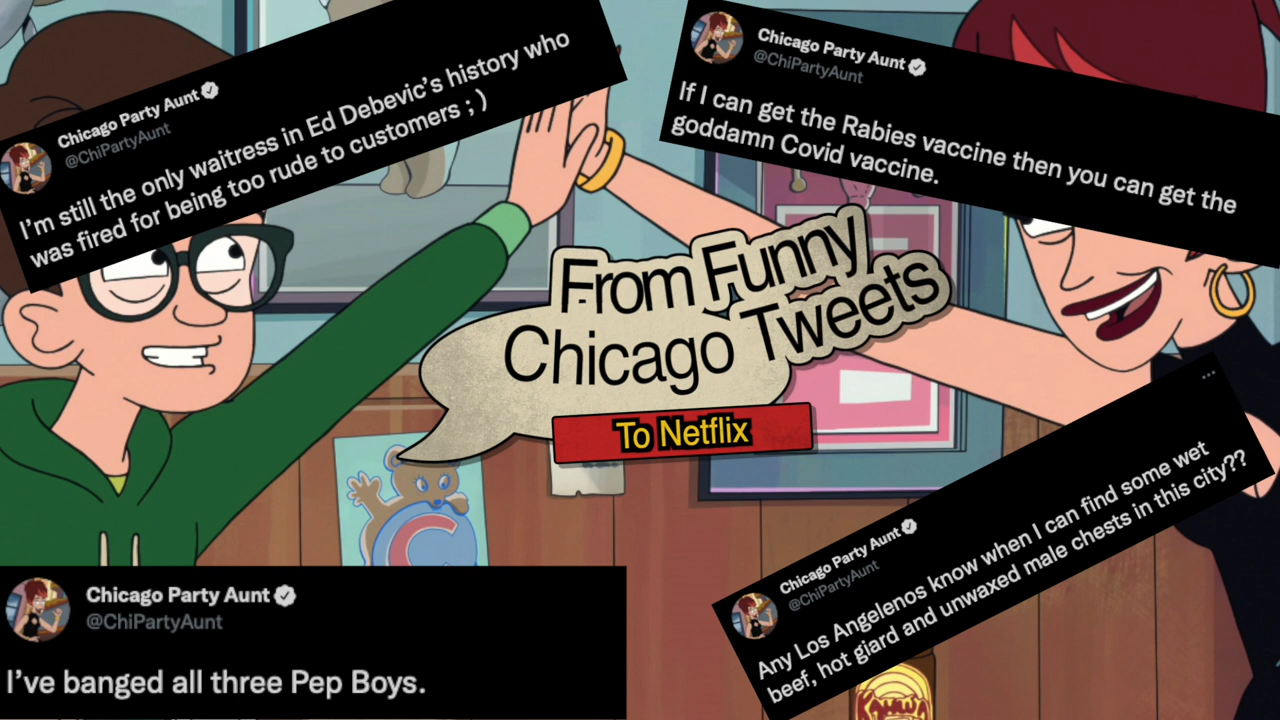 Chicago Party Aunt
@ChiPartyAunt
I'm still the only waitress in Ed Debevic's history who
was fired for being too rude to customers ; )
Chicago Party Aunt
@ChiPartyAunt
If I can get the Rabies vaccine then you can get the
goddamn Covid vaccine.
From Funny
Chicago Tweets
To Netflix
C
Chicago Party Aunt
@ChiPartyAunt
Any Los Angelenos know when I can find some wet
beef, hot giard and unwaxed male chests in this city??
Chicago Party Aunt
@ChiPartyAunt
I've banged all three Pep Boys.